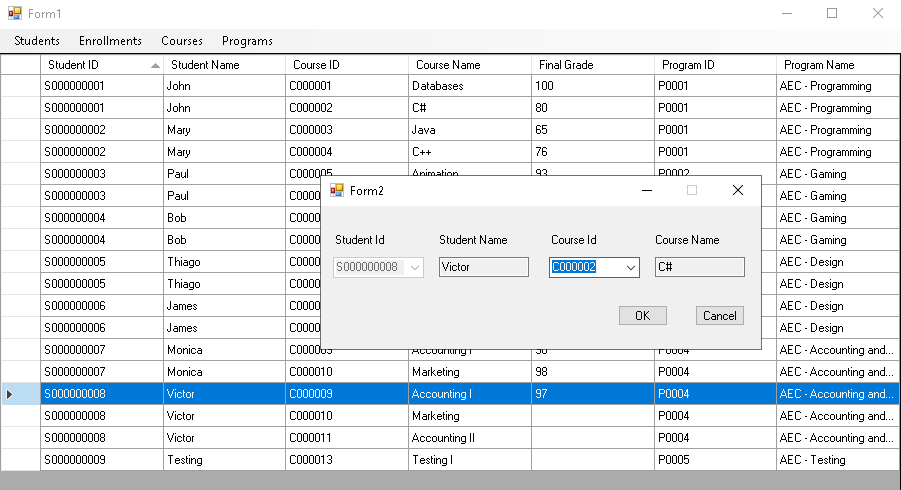 Form1
Students Enrollments Courses Programs
Student ID Student Name Course ID Course Name Final Grade Program ID Program Name
S000000001 John C000001 Databases 100 P0001 AEC - Programming
S000000001 John C000002 C# 80 P0001 AEC - Programming
S000000002 Mary C000003 Java 65 P0001 AEC - Programming
S000000002 Mary C000004 C++ 76 P0001 AEC - Programming
S000000003 Paul C000005 Animation 93 P0002 AEC - Gaming
S000000003 Paul AEC - Gaming
S000000004 Bob AEC - Gaming
S000000004 Bob AEC - Gaming
S000000005 Thiago AEC - Design
S000000005 Thiago AEC - Design
S000000006 James AEC - Design
S000000006 James AEC - Design
S000000007 Monica Accounting I P0004 AEC - Accounting and...
S000000007 Monica C000010 Marketing 98 P0004 AEC - Accounting and...
S000000008 Victor C000009 Accounting I 97 P0004 AEC - Accounting and...
S000000008 Victor C000010 Marketing P0004 AEC - Accounting and...
S000000008 Victor C000011 Accounting II P0004 AEC - Accounting and...
S000000009 Testing C000013 Testing I P0005 AEC - Testing
Form2
Student Id Student Name Course Id Course Name
S000000008 Victor C000002 C#
OK Cancel